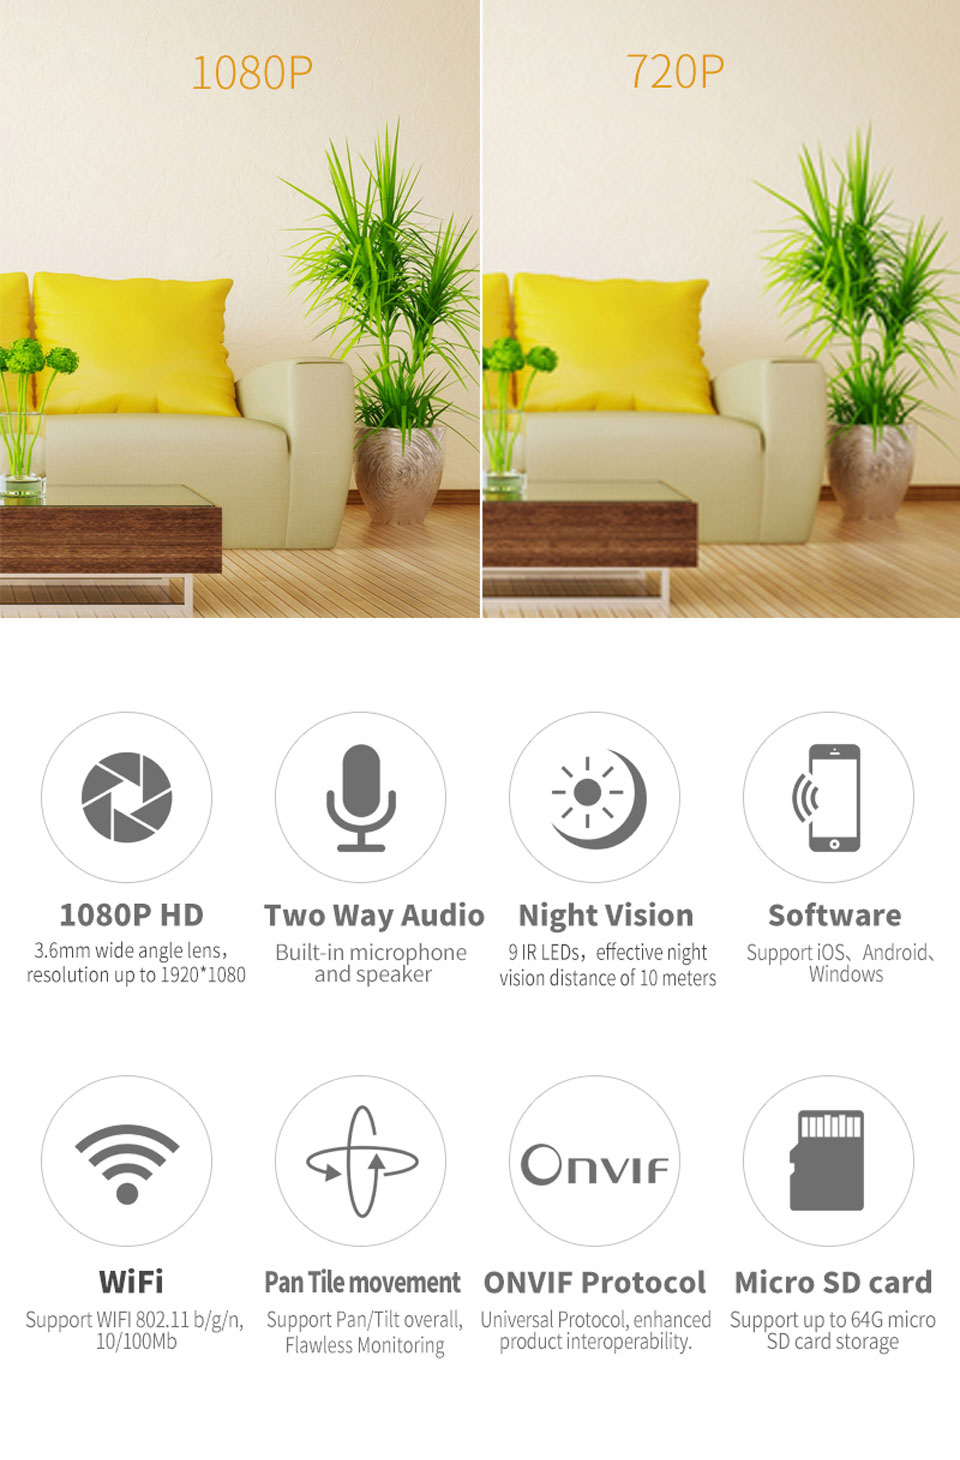 1080P
720P
1080P HD
3.6mm wide angle lens,
resolution up to 1920*1080
Two Way Audio
Built-in microphone
and speaker
Night Vision
9 IR LEDs，effective night
vision distance of 10 meters
Software
Support iOS、Android、
Windows
WiFi
Support WIFI 802.11 b/g/n,
10/100Mb
Pan Tile movement
Support Pan/Tilt overall,
Flawless Monitoring
ONVIF
ONVIF Protocol
Universal Protocol, enhanced
product interoperability.
Micro SD card
Support up to 64G micro
SD card storage